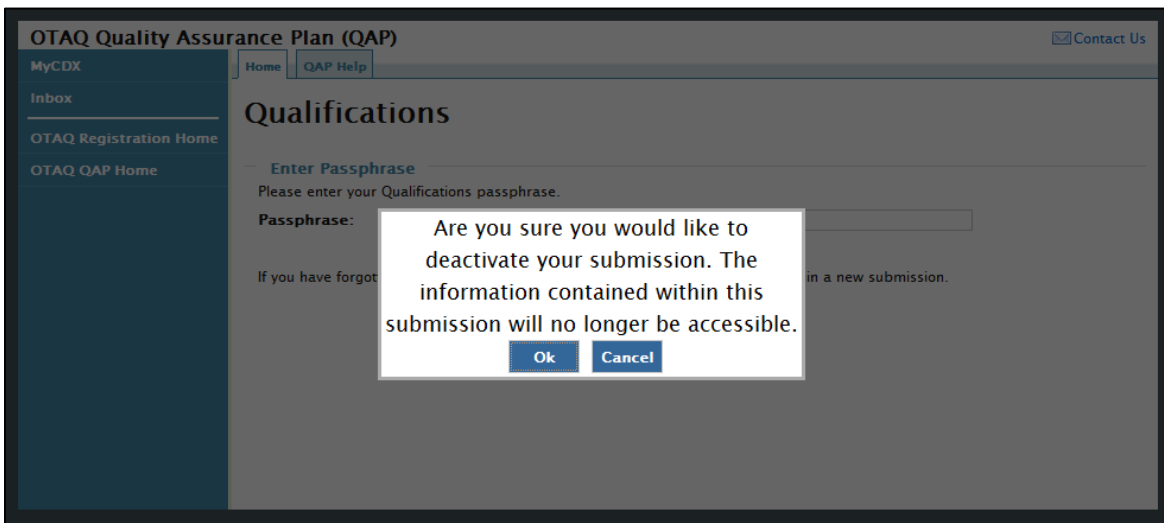 OTAQ Quality Assurance Plan (QAP)
Contact Us
MyCDX
Inbox
OTAQ Registration Home
OTAQ QAP Home
Home
QAP Help
Qualifications
Enter Passphrase
Please enter your Qualifications passphrase.
Passphrase:
If you have forgot in a new submission.
Are you sure you would like to
deactivate your submission. The
information contained within this
submission will no longer be accessible.
Ok
Cancel